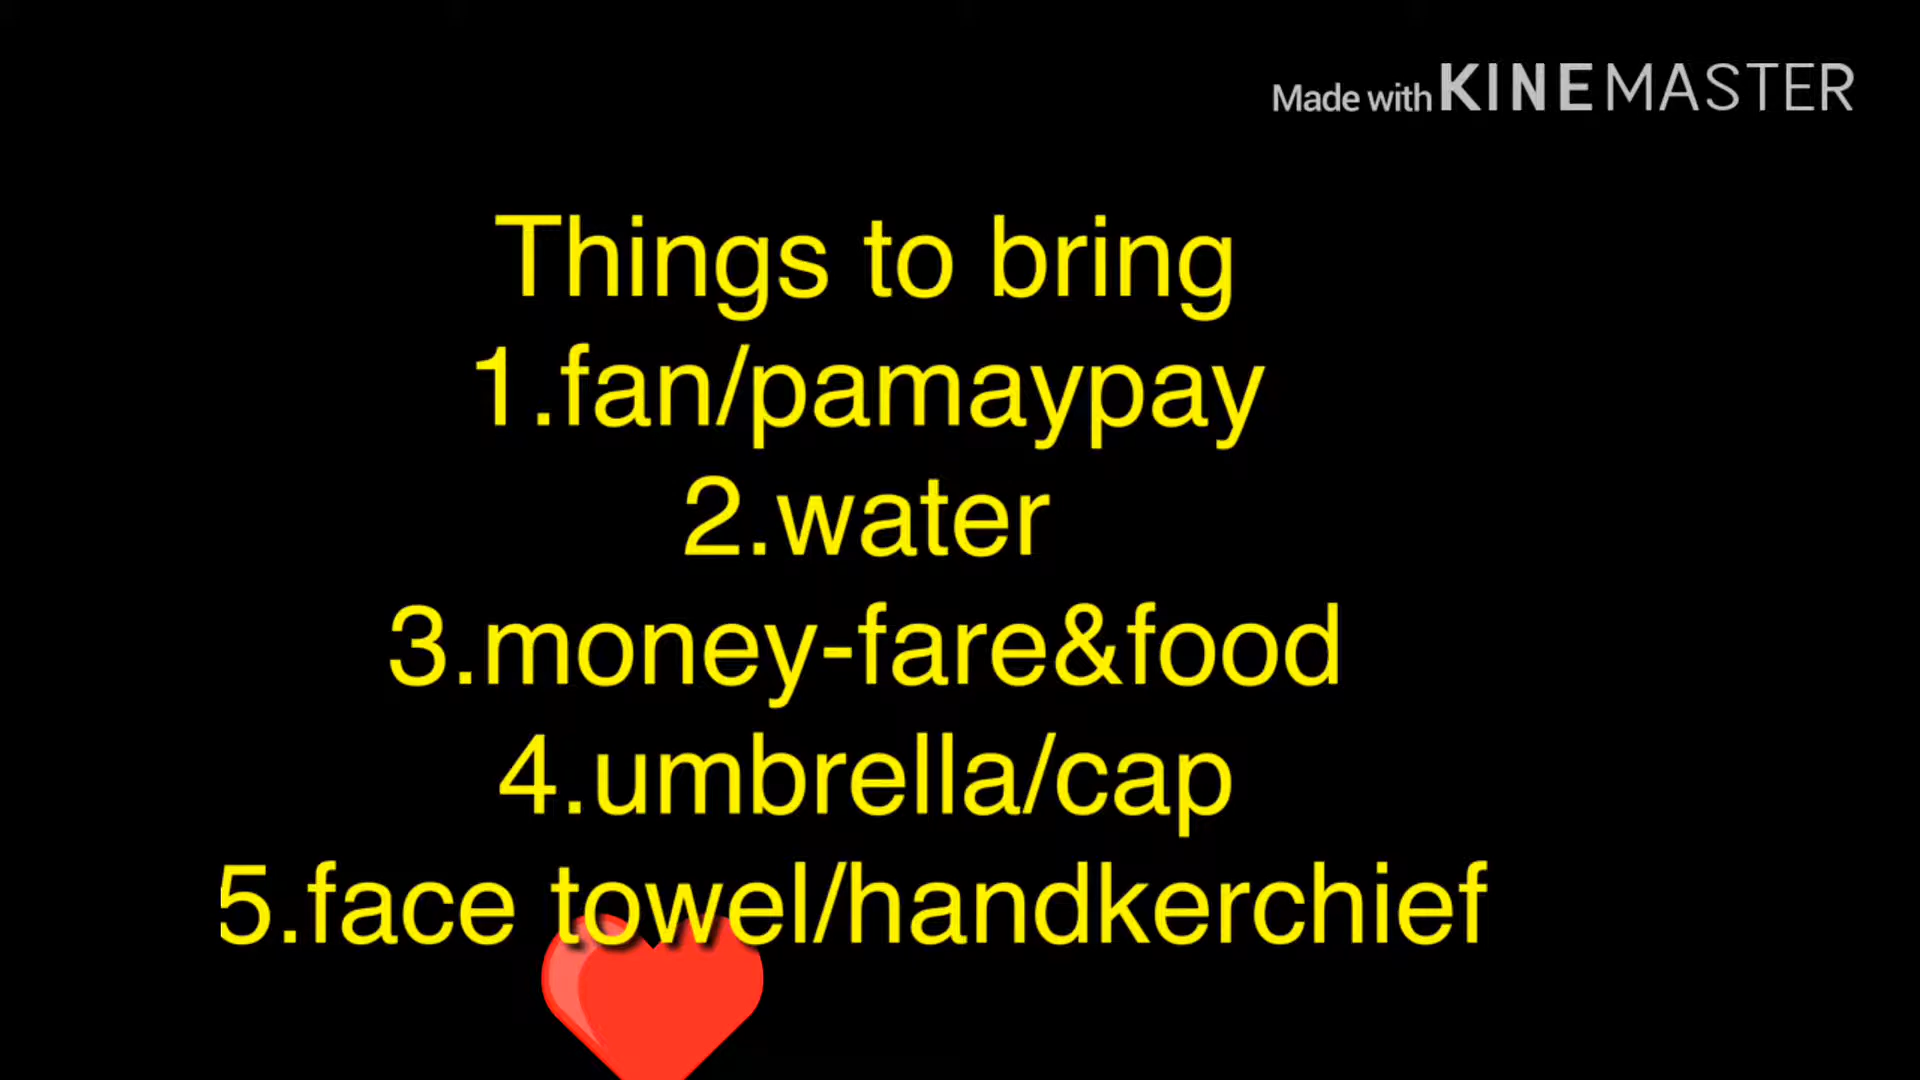 Made with KINEMASTER
Things to bring
1.fan/pamaypay
2.water
3.money-fare&food
4.umbrella/cap
5.face towel/handkerchief